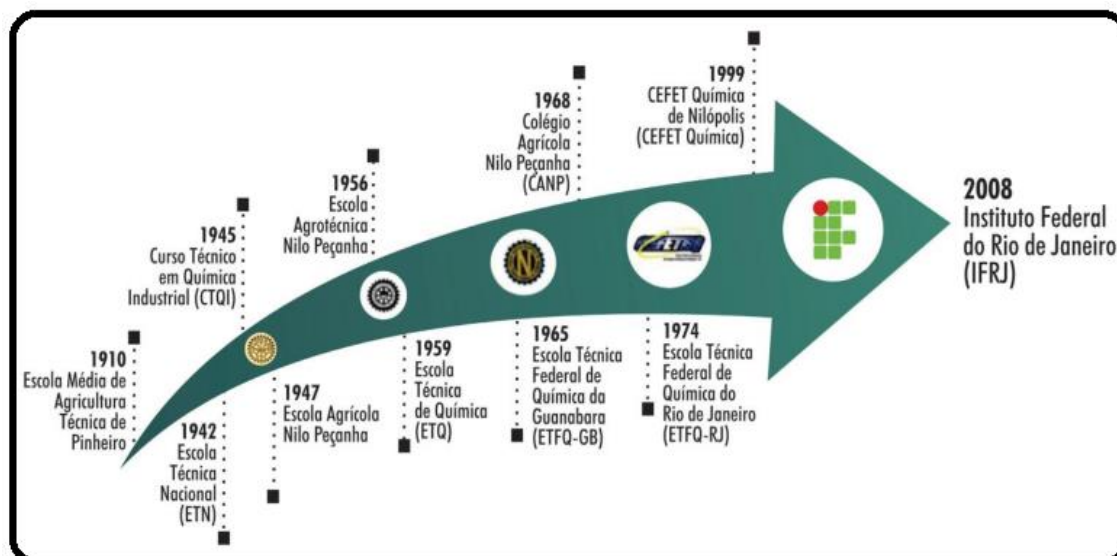 1910
Escola Média de
Agricultura
Técnica de
Pinheiro
1942
Escola
Técnica
Nacional
(ETN)
1945
Curso Técnico
em Química
Industrial (CTQI)
1947
Escola Agrícola
Nilo Peçanha
1956
Escola
Agrotécnica
Nilo Peçanha
1959
Escola
Técnica
de Química (ETQ)
1965
Escola Técnica
Federal de
Química da
Guanabara
(ETFQ-GB)
1968
Colégio
Agrícola
Nilo Peçanha
(CANP)
1974
Escola Técnica
Federal de
Química do
Rio de Janeiro
(ETFQ-RJ)
1999
CEFET Química
de Nilópolis
(CEFET Química)
2008
Instituto Federal
do Rio de Janeiro
(IFRJ)